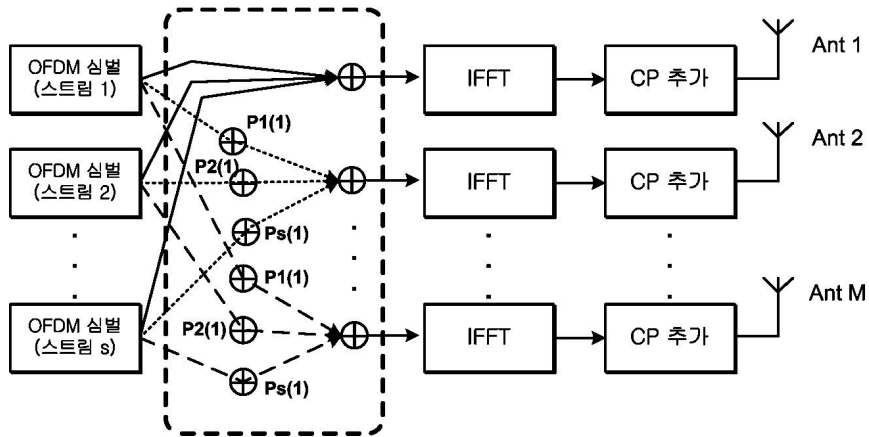 OFDM 심벌
(스트림 1)
IFFT
CP 추가
Ant 1
P1(1)
OFDM 심벌
(스트림 2)
P2(1)
IFFT
CP 추가
Ant 2
Ps(1)
P1(1)
OFDM 심벌
(스트림 s)
P2(1)
IFFT
CP 추가
Ant M
Ps(1)